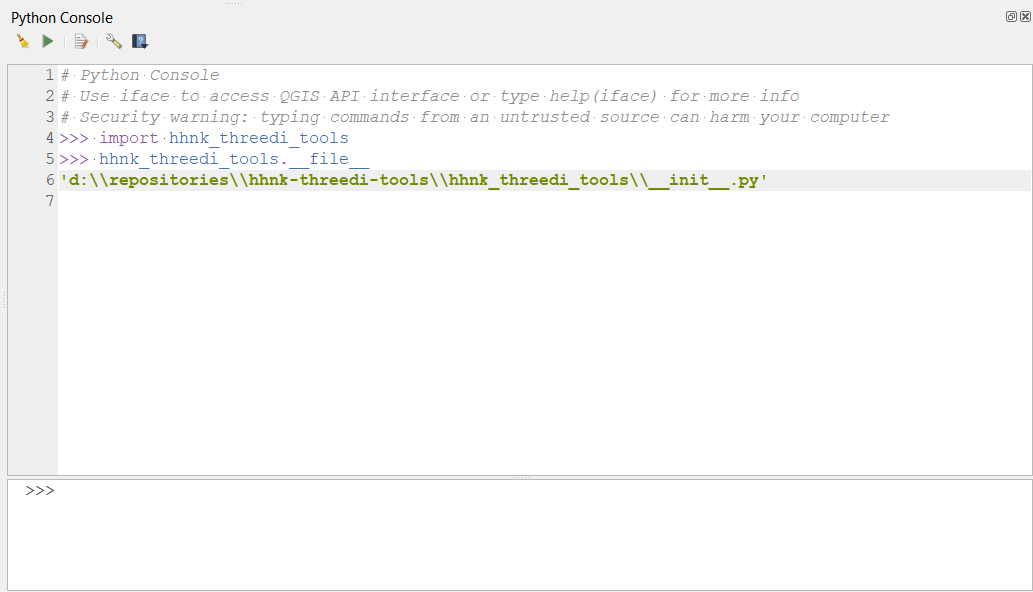 Python Console
1 # Python Console
2 # Use iface to access QGIS API interface or type help(iface) for more info
3 # Security warning: typing commands from an untrusted source can harm your computer
4 >>> import hhnk_threedi_tools
5 >>> hhnk_threedi_tools.__file__
6 'd:\\repositories\\hhnk-threedi-tools\\hhnk_threedi_tools\\__init__.py'
7
>>>